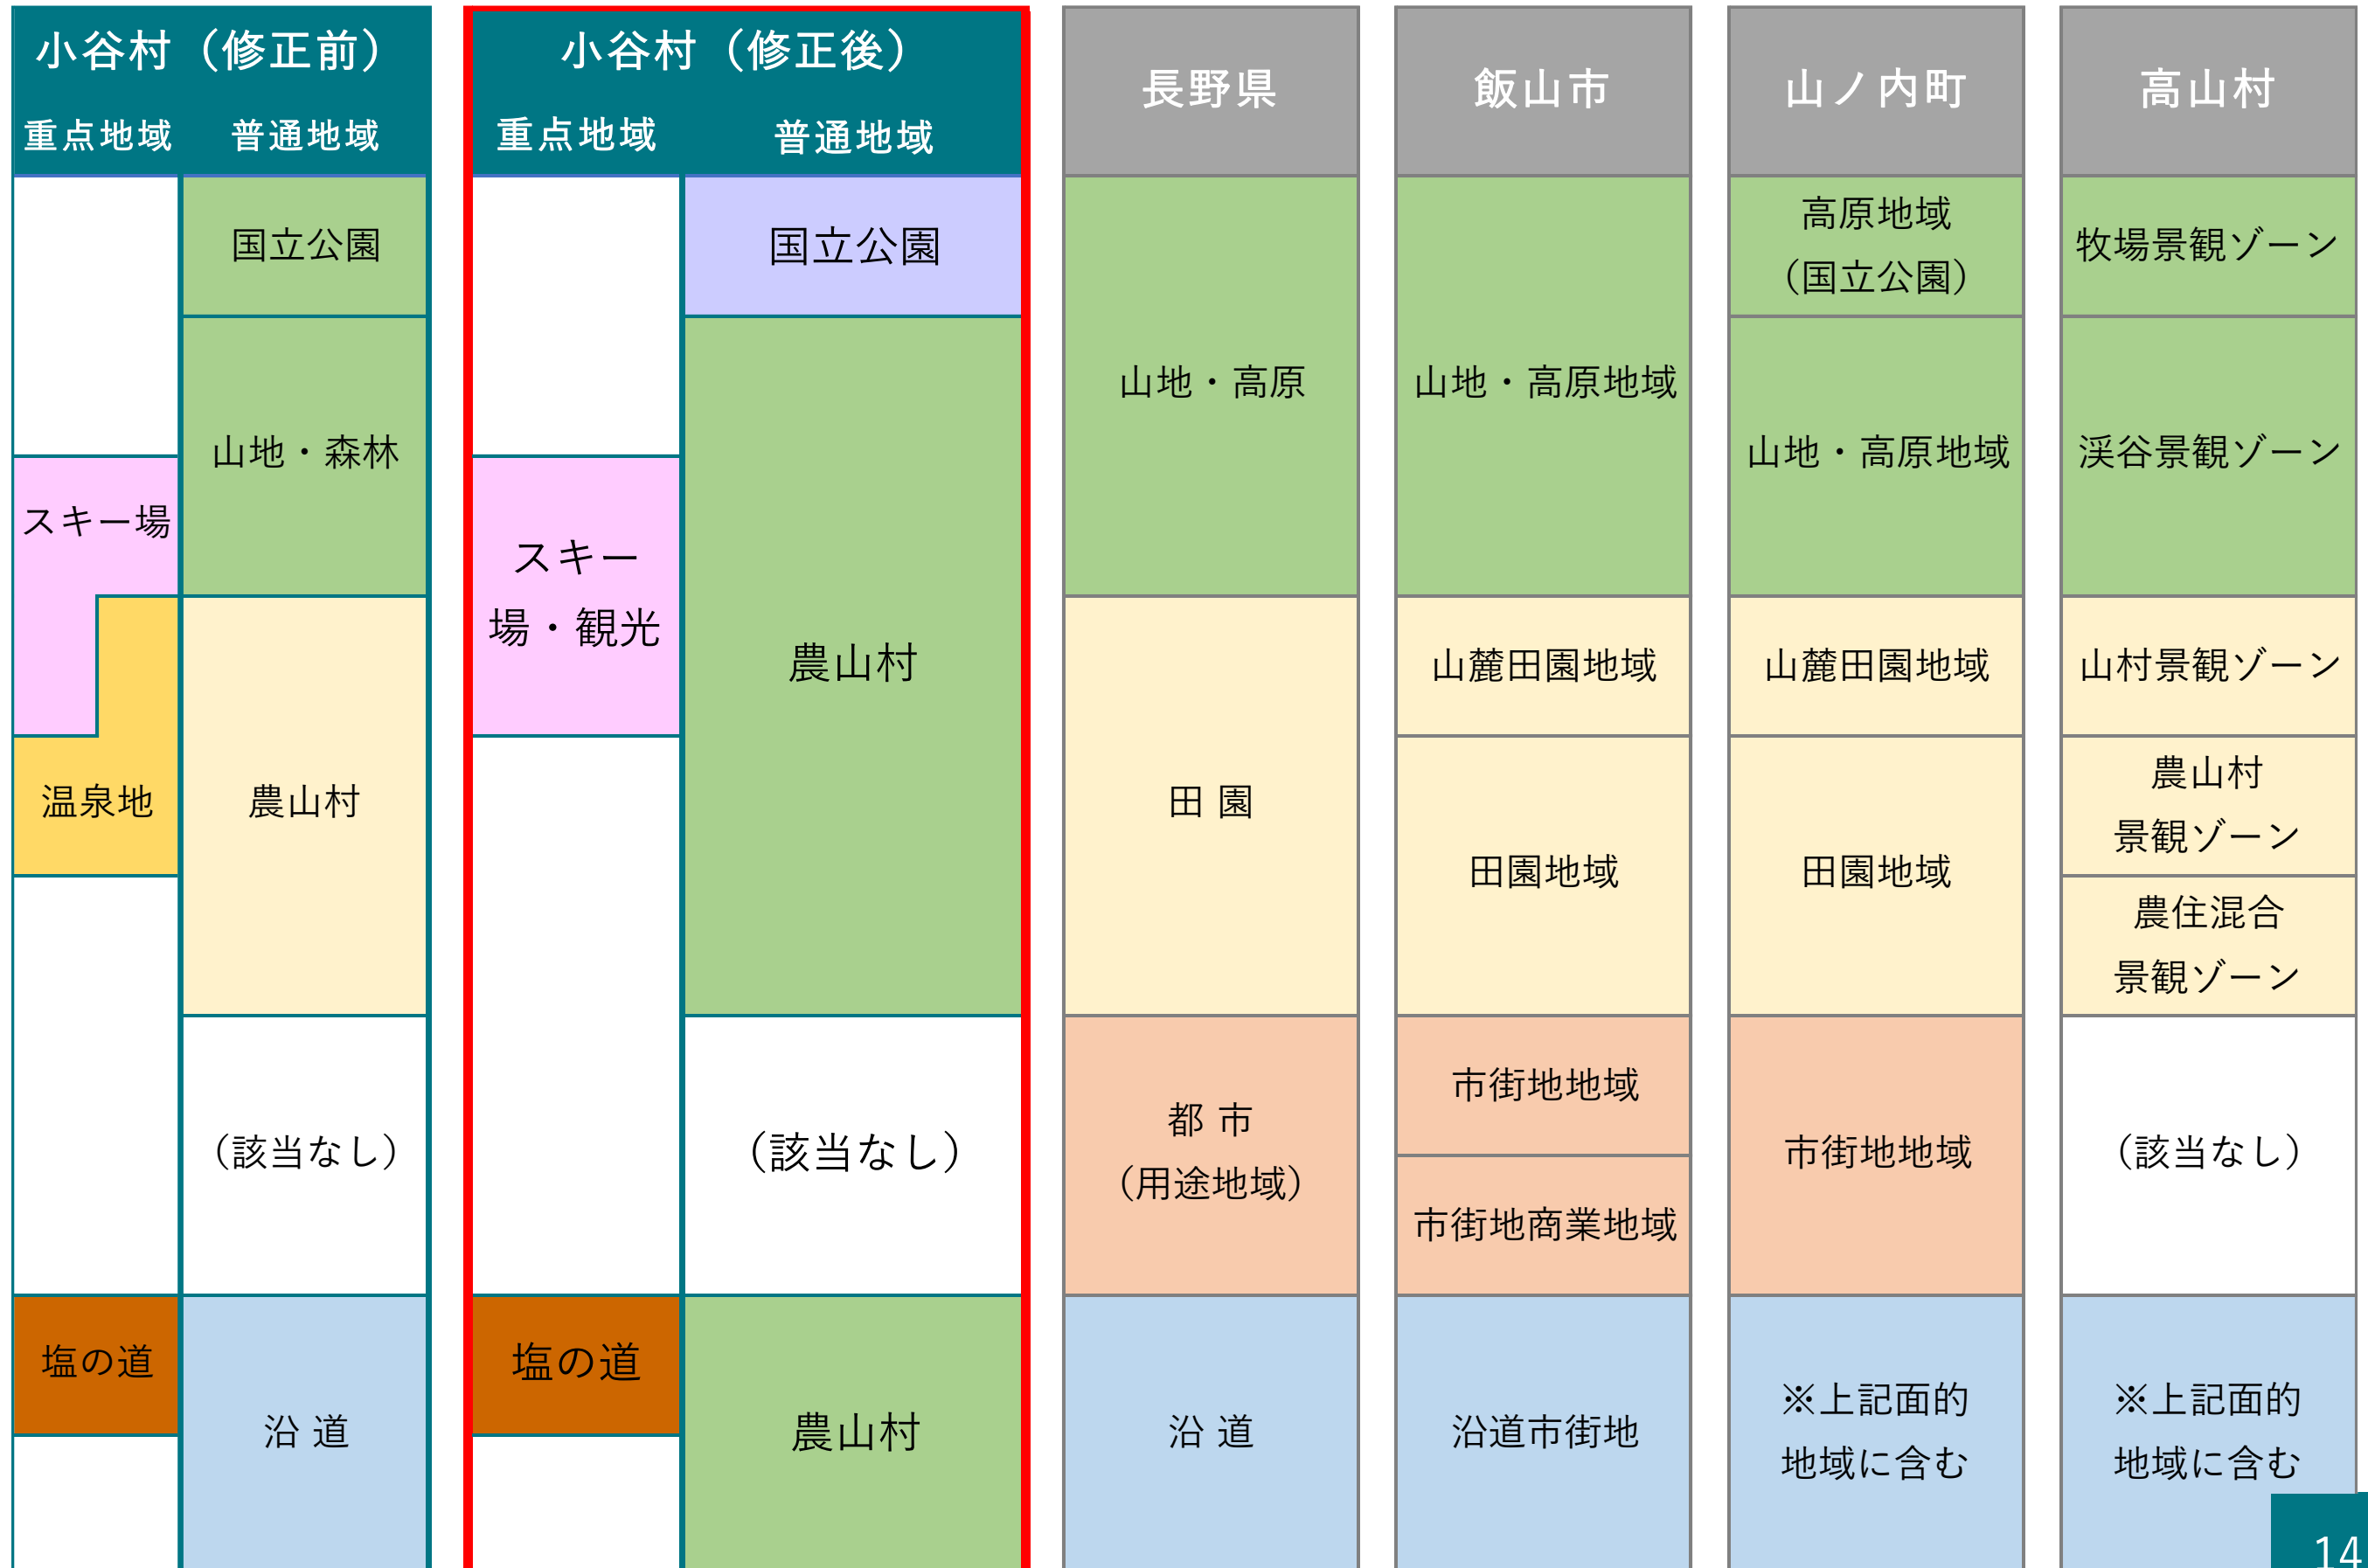 小谷村（修正前）
重点地域
普通地域
国立公園
山地・森林
スキー場
温泉地
農山村
（該当なし）
塩の道
沿 道
小谷村（修正後）
重点地域
普通地域
国立公園
スキー
場・観光
農山村
（該当なし）
塩の道
農山村
長野県
山地・高原
田 園
都 市
（用途地域）
沿 道
飯山市
山地・高原地域
山麓田園地域
田園地域
市街地地域
市街地商業地域
沿道市街地
山ノ内町
高原地域
（国立公園）
山地・高原地域
山麓田園地域
田園地域
市街地地域
※上記面的
地域に含む
高山村
牧場景観ゾーン
渓谷景観ゾーン
山村景観ゾーン
農山村
景観ゾーン
農住混合
景観ゾーン
（該当なし）
※上記面的
地域に含む
14